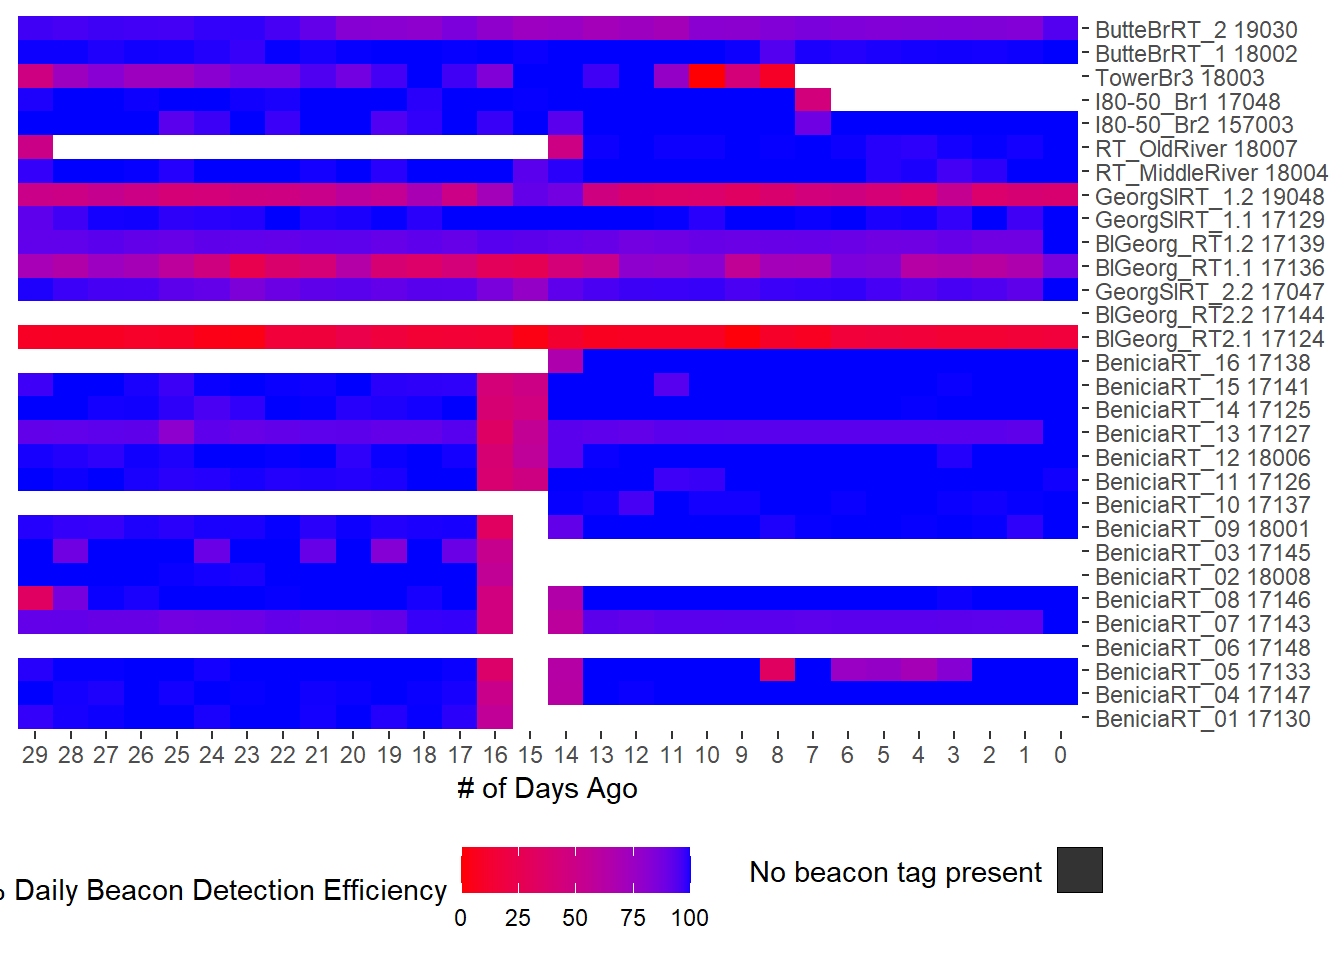 ButteBrRT_2 19030
ButteBrRT_1 18002
TowerBr3 18003
I80-50_Br1 17048
I80-50_Br2 157003
RT_OldRiver 18007
RT_MiddleRiver 18004
GeorgSlRT_1.2 19048
GeorgSlRT_1.1 17129
BlGeorg_RT1.2 17139
BlGeorg_RT1.1 17136
GeorgSlRT_2.2 17047
BlGeorg_RT2.2 17144
BlGeorg_RT2.1 17124
BeniciaRT_16 17138
BeniciaRT_15 17141
BeniciaRT_14 17125
BeniciaRT_13 17127
BeniciaRT_12 18006
BeniciaRT_11 17126
BeniciaRT_10 17137
BeniciaRT_09 18001
BeniciaRT_03 17145
BeniciaRT_02 18008
BeniciaRT_08 17146
BeniciaRT_07 17143
BeniciaRT_06 17148
BeniciaRT_05 17133
BeniciaRT_04 17147
BeniciaRT_01 17130
29 28 27 26 25 24 23 22 21 20 19 18 17 16 15 14 13 12 11 10 9 8 7 6 5 4 3 2 1 0
# of Days Ago
% Daily Beacon Detection Efficiency
0 25 50 75 100
No beacon tag present